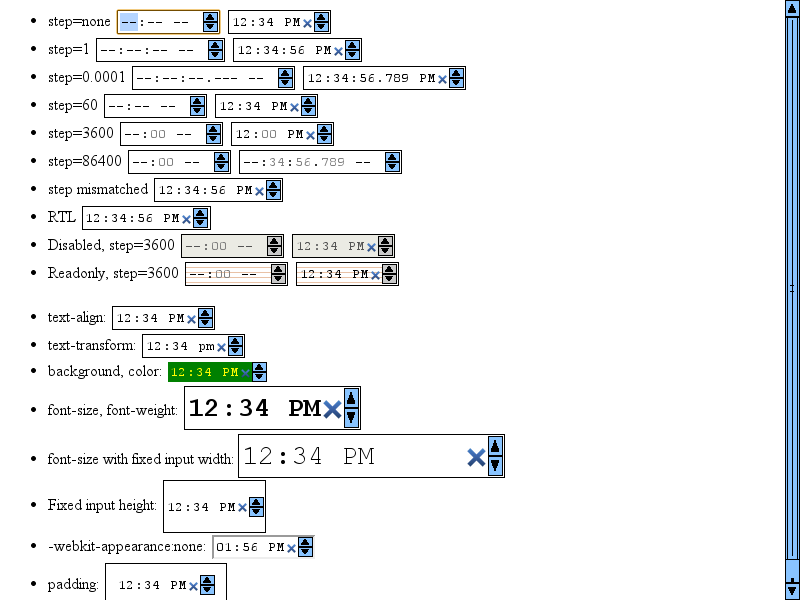 step=none --:-- -- 12:34 PM
step=1 --:--:-- -- 12:34:56 PM
step=0.0001 --:--:--.--- -- 12:34:56.789 PM
step=60 --:-- -- 12:34 PM
step=3600 --:00 -- 12:00 PM
step=86400 --:00 -- --:34:56.789 --
step mismatched 12:34:56 PM
RTL 12:34:56 PM
Disabled, step=3600 --:00 -- 12:34 PM
Readonly, step=3600 --:00 -- 12:34 PM
text-align: 12:34 PM
text-transform: 12:34 pm
background, color: 12:34 PM
font-size, font-weight: 12:34 PM
font-size with fixed input width: 12:34 PM
Fixed input height: 12:34 PM
-webkit-appearance:none: 01:56 PM
padding: 12:34 PM